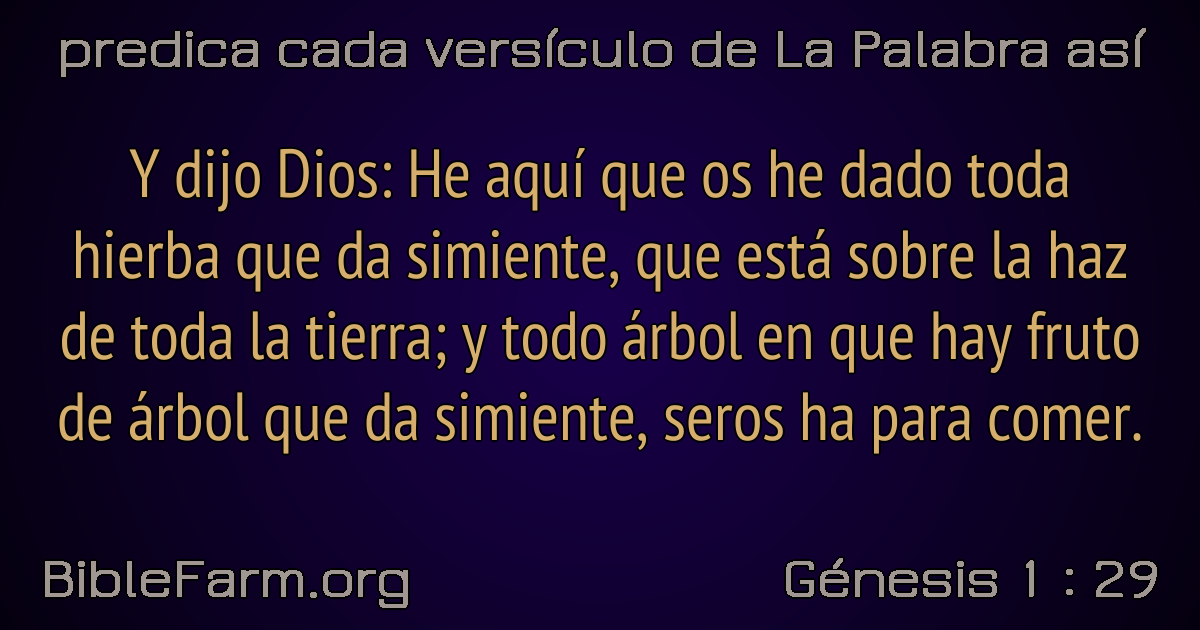 predica cada versículo de La Palabra así
Y dijo Dios: He aquí que os he dado toda
hierba que da simiente, que está sobre la haz
de toda la tierra; y todo árbol en que hay fruto
de árbol que da simiente, seros ha para comer.
BibleFarm.org
Génesis 1 : 29